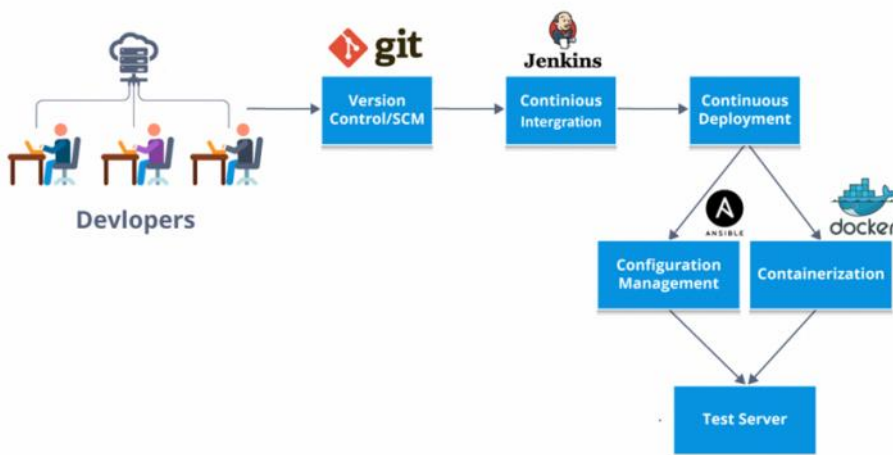 git
Jenkins
Version
Control/SCM
Continious
Intergration
Continuous
Deployment
Devlopers
ANSIBLE
docker
Configuration
Management
Containerization
Test Server